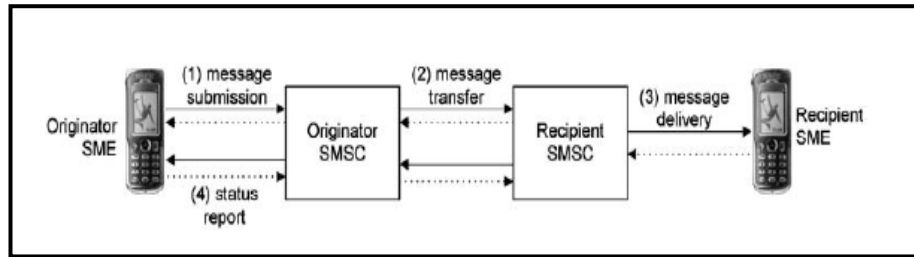 (1) message
submission
(2) message
transfer
(3) message
delivery
Originator
SME
Originator
SMSC
Recipient
SMSC
Recipient
SME
(4) status
report